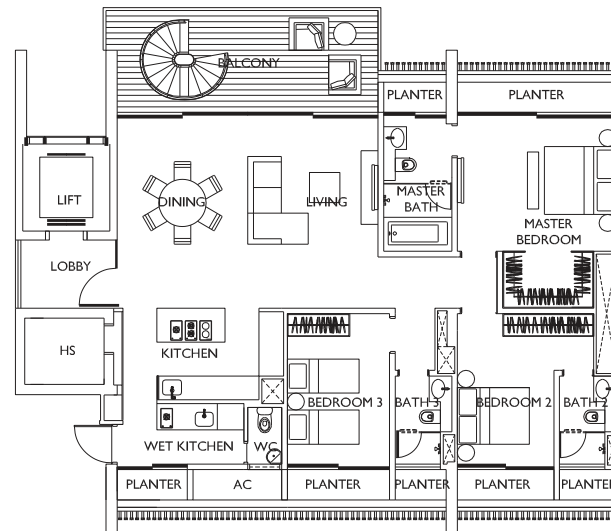 BALCONY
PLANTER
PLANTER
LIFT
DINING
LIVING
MASTER
BATH
MASTER
BEDROOM
LOBBY
HS
KITCHEN
BEDROOM 3
BATH 3
BEDROOM 2
BATH 2
WET KITCHEN
WC
PLANTER
AC
PLANTER
PLANTER
PLANTER
PLANTER